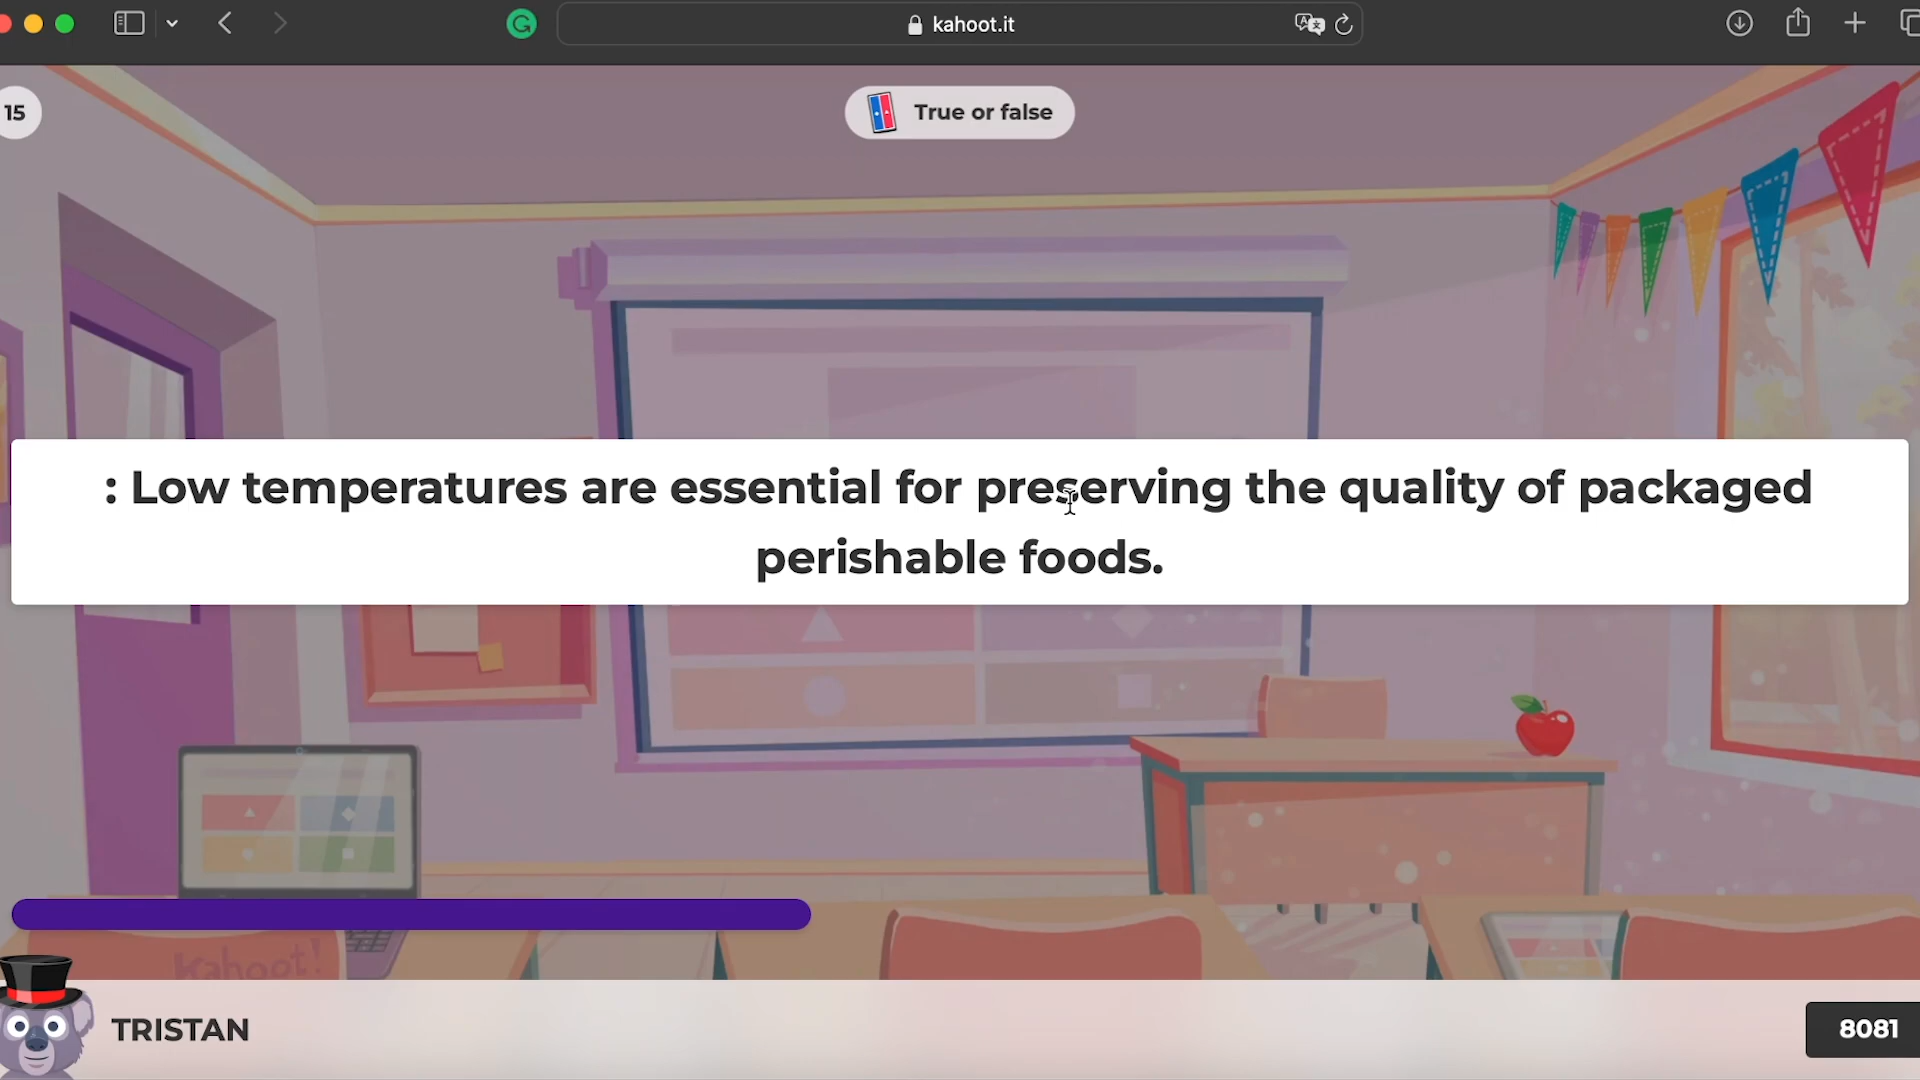 kahoot.it
15
True or false
: Low temperatures are essential for preserving the quality of packaged
perishable foods.
kahoot!
TRISTAN
8081